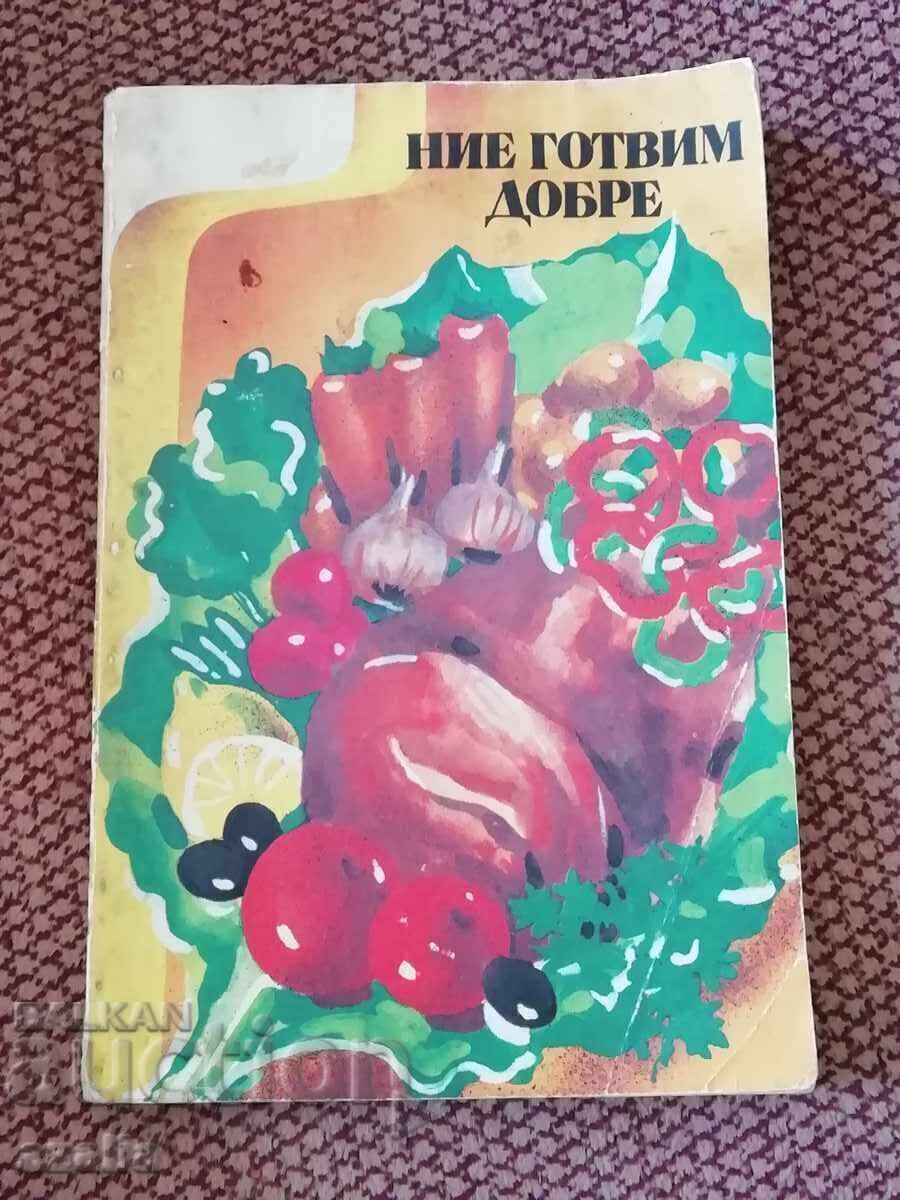 НИЕ ГОТВИМ
ДОБРЕ
BALKAN
auction
azalia